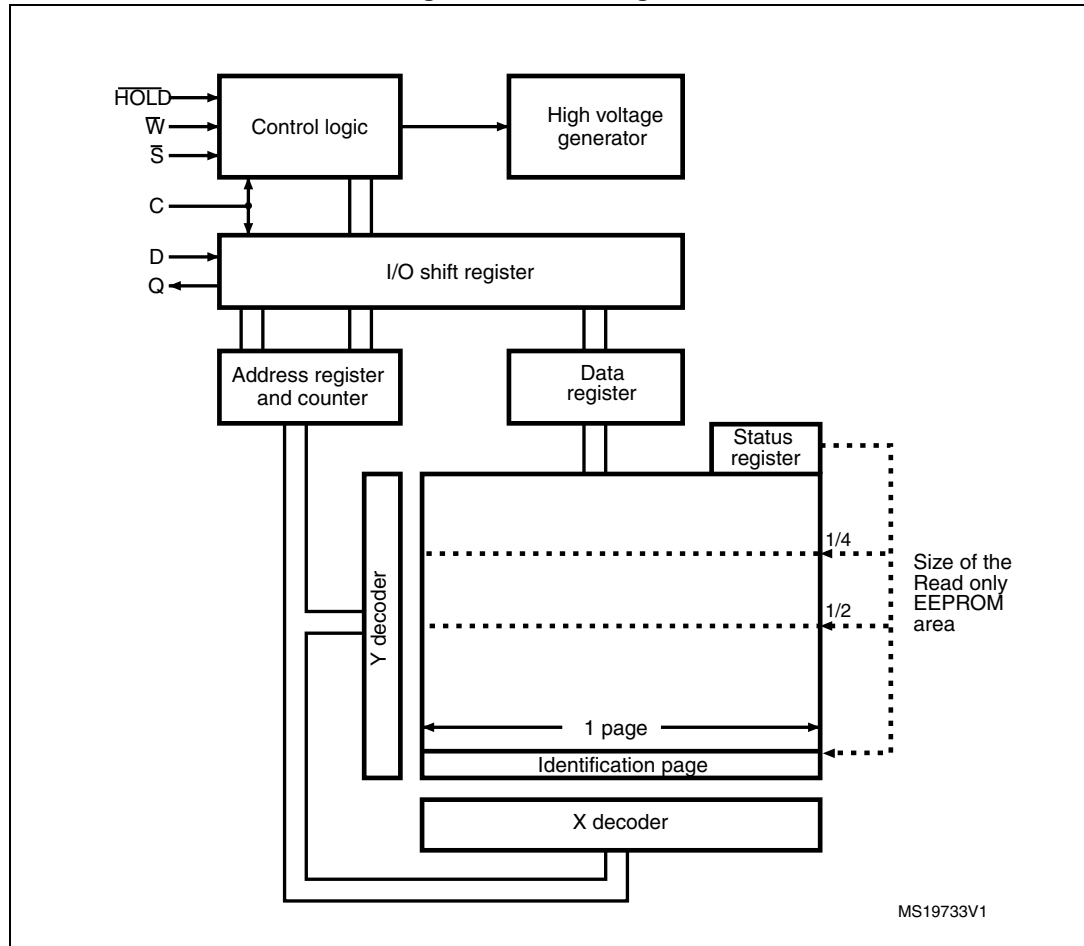 HOLD
W
S
C
D
Q
Control logic
High voltage
generator
I/O shift register
Address register
and counter
Data
register
Status
register
1/4
1/2
Size of the
Read only
EEPROM
area
Y decoder
1 page
Identification page
X decoder
MS19733V1